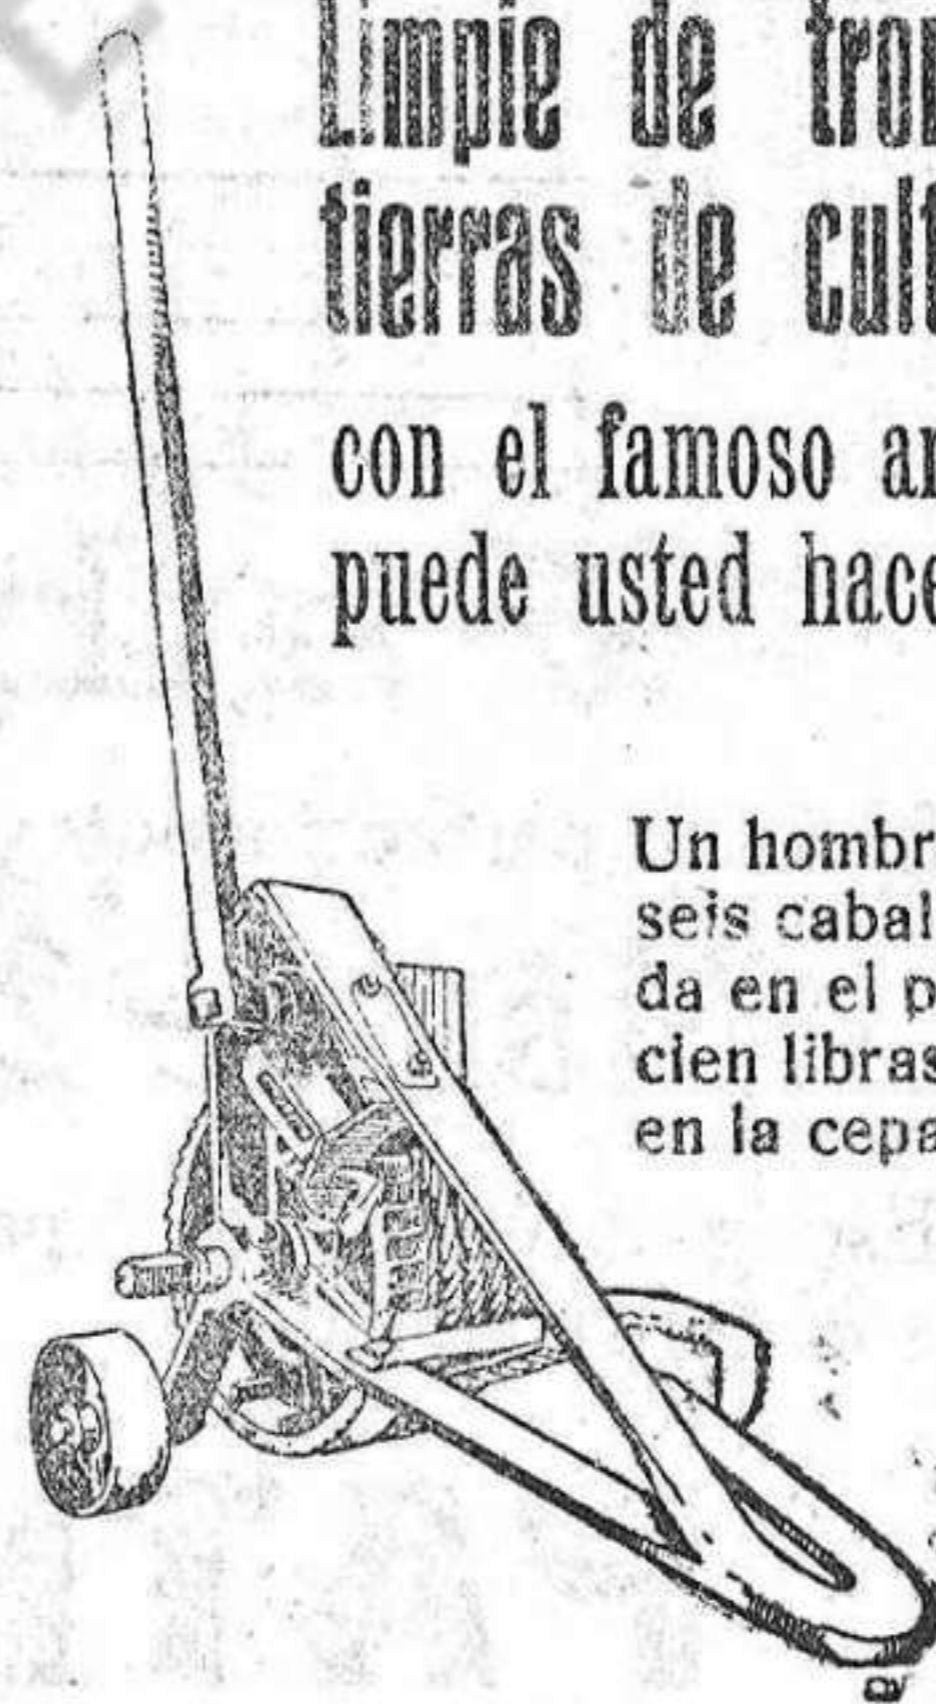 Limpie de tron
tierras de cult
con el famoso ar
puede usted hace
Un hombr
seis cabal
da en el p
cien libras
en la cepa